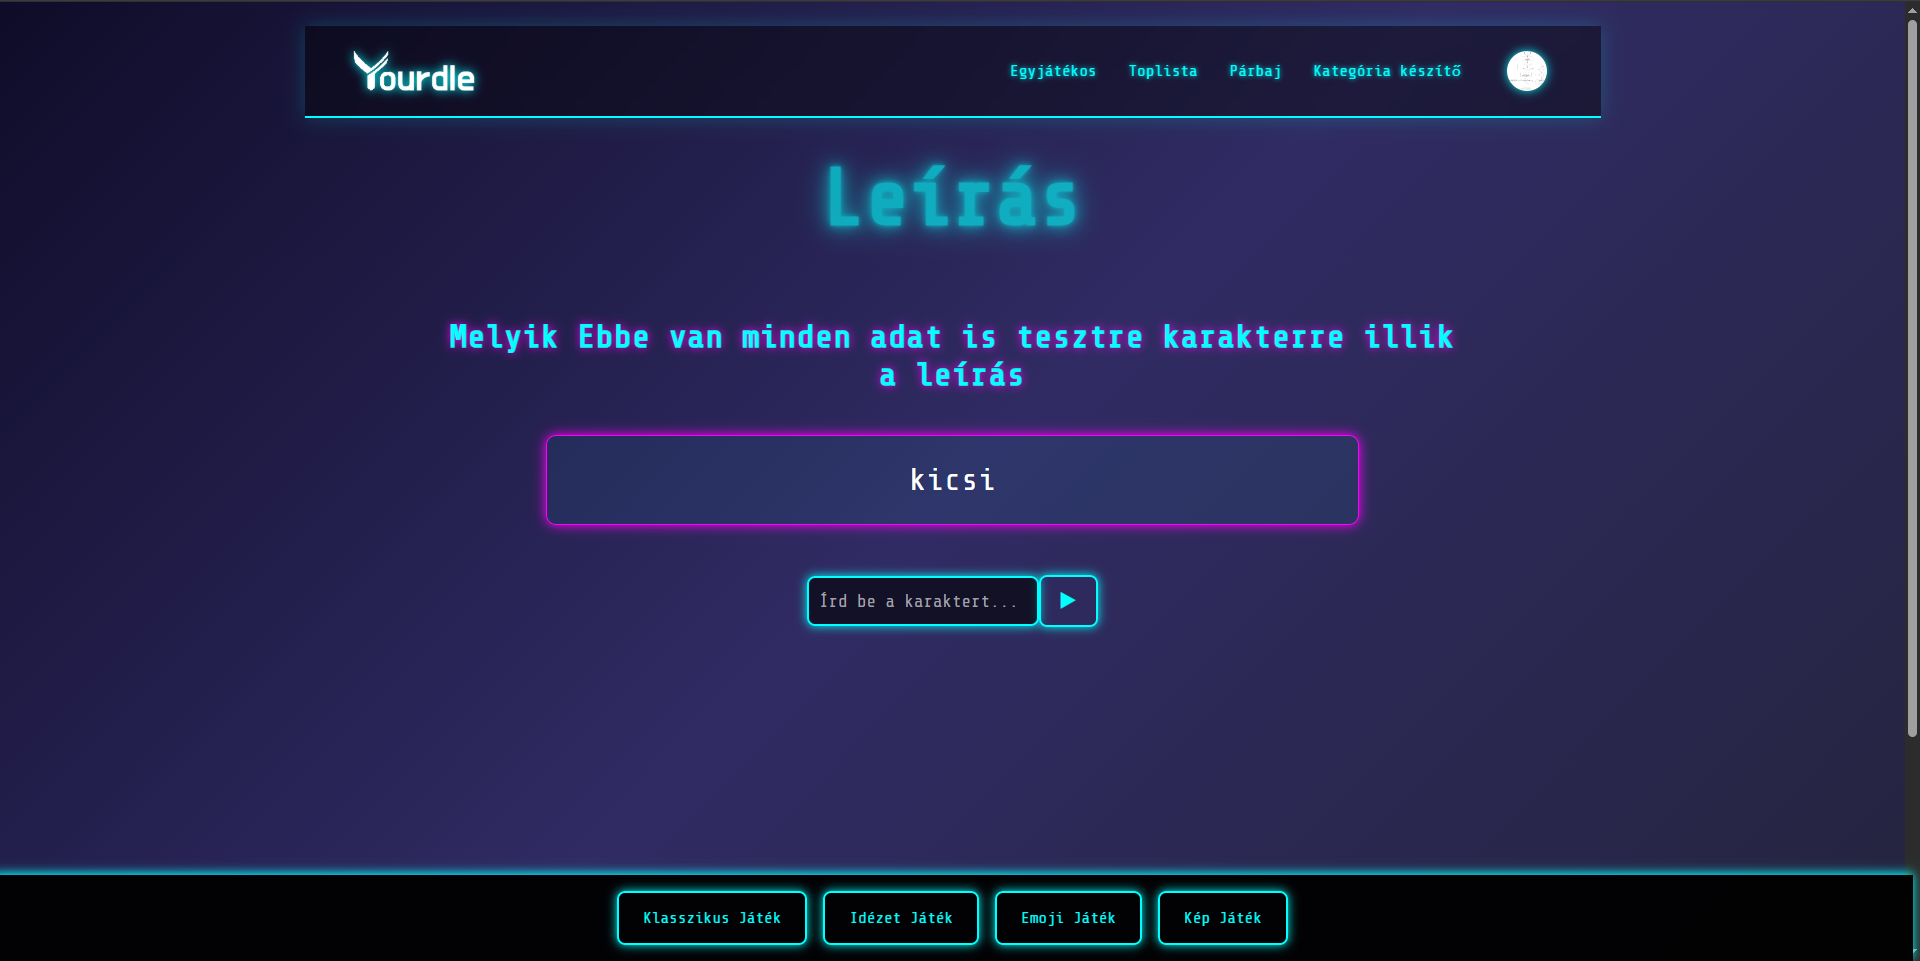 Yourdle
Egyjátékos Toplista Párbaj Kategória készítő
Leírás
Melyik Ebbe van minden adat is tesztre karakterre illik
a leírás
kicsi
Írd be a karaktert...
Klasszikus Játék Idézet Játék Emoji Játék Kép Játék